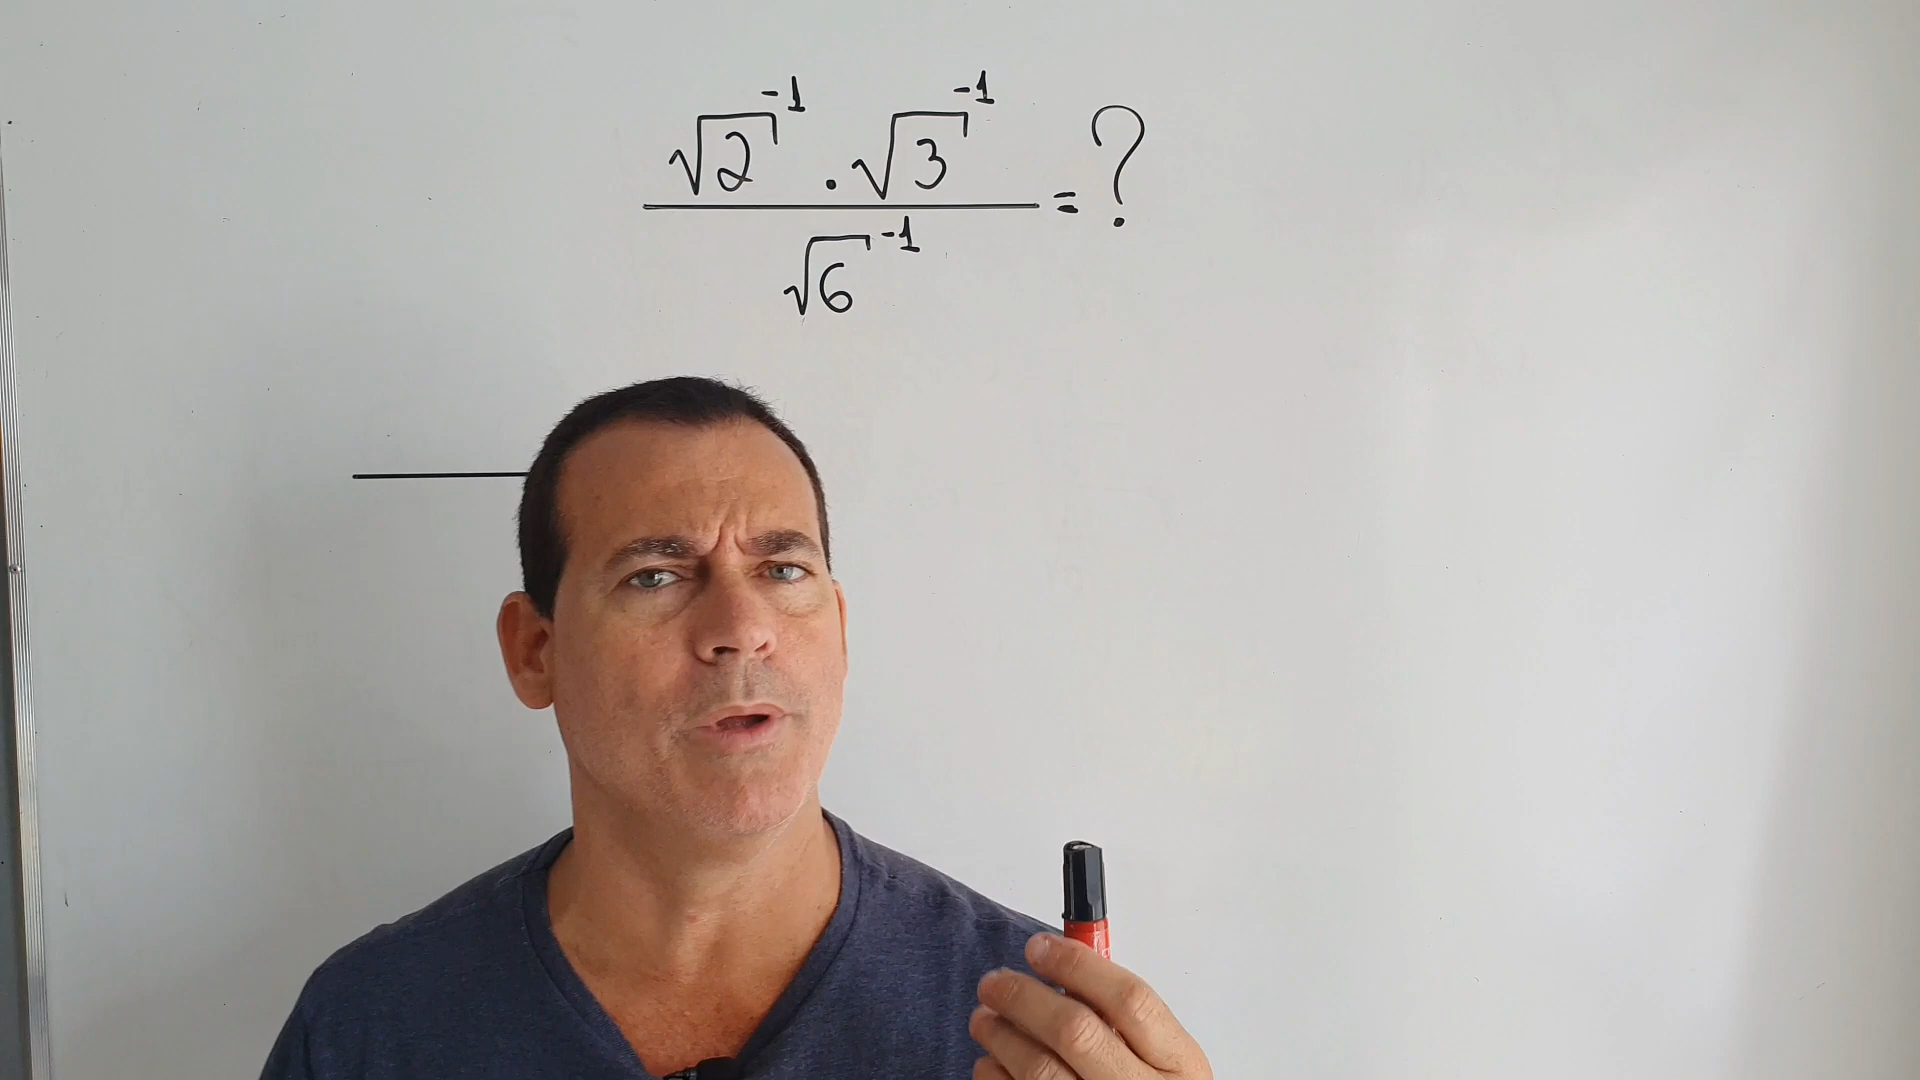 √2⁻¹ . √3⁻¹ = ?
√6⁻¹